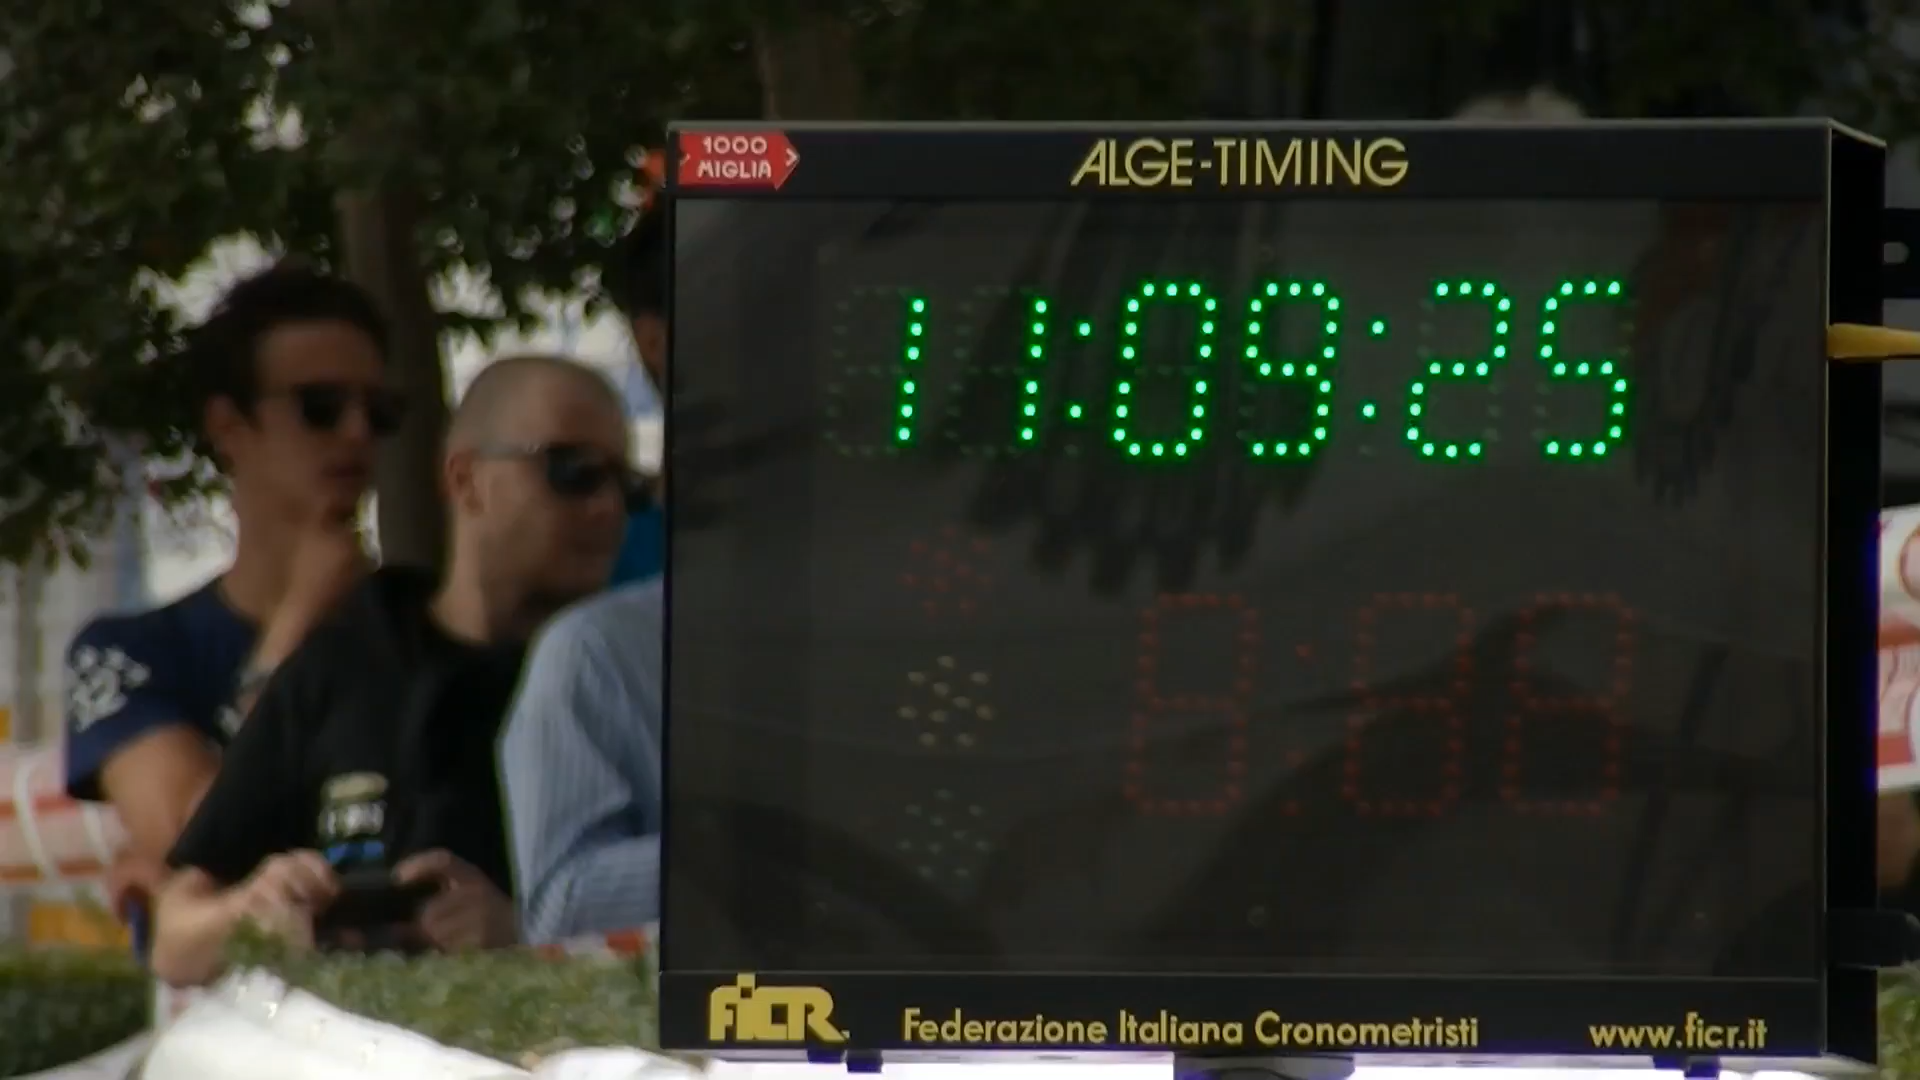 1000
MIGLIA
ALGE-TIMING
11:09:25
FiCR
Federazione Italiana Cronometristi
www.ficr.it